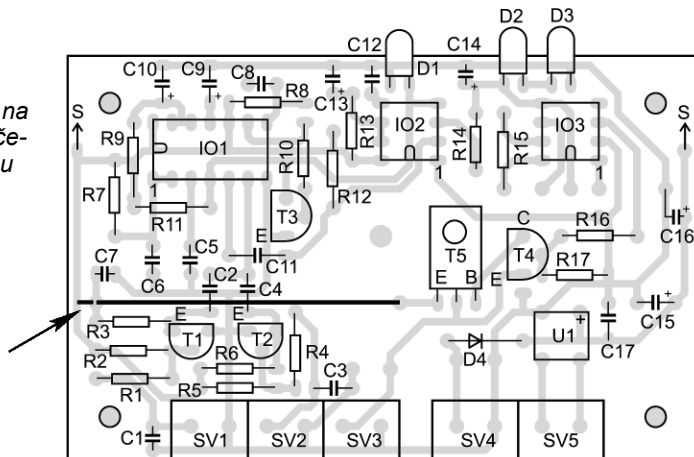 D2 D3
C12 C14
C10 C9 C8 D1
na
S R8 C13 S
če-
u
R9 IO1 R10 R13 IO2 R14 R15 IO3
R7 1 R12 1 1
R11 T3 C
E T5 T4 R16 C16
C7 C5 C11 R17
C6 C2 C4 E B E
R3 E E C15
R2 T1 T2 R4 U1 +
R6 D4 C17
R1 R5 C3
C1 SV1 SV2 SV3 SV4 SV5